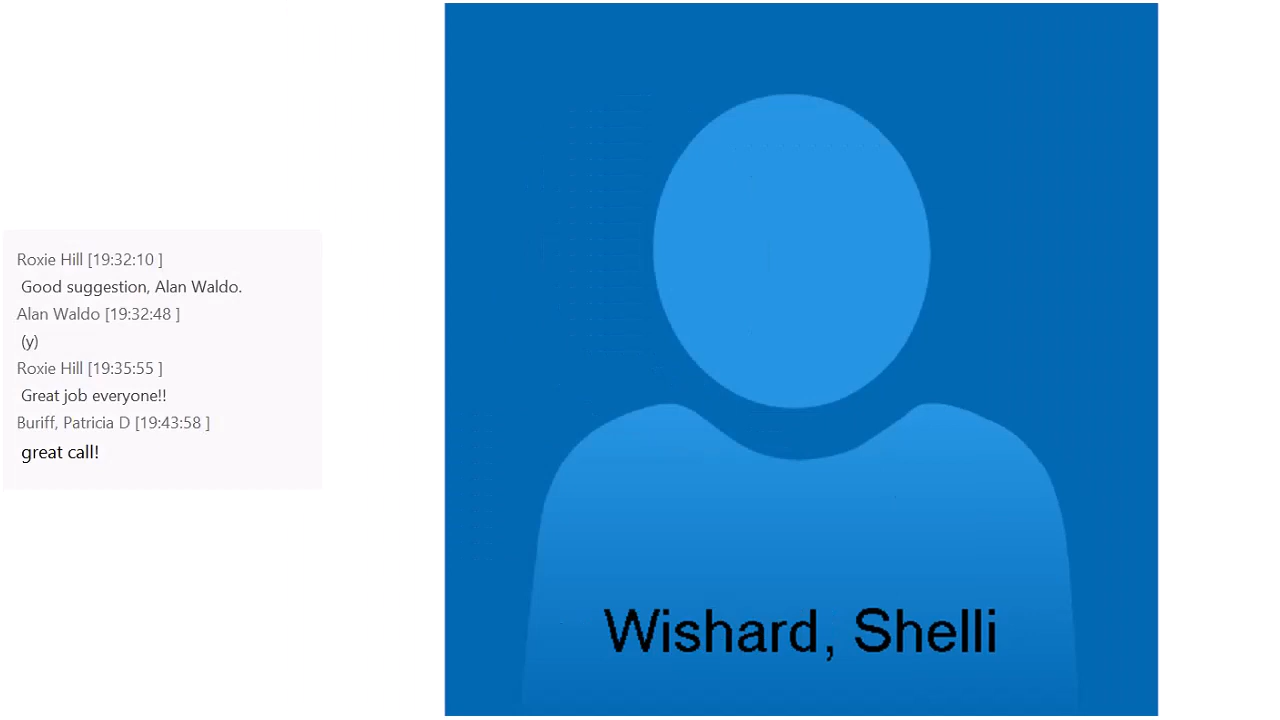 Roxie Hill [19:32:10 ]
Good suggestion, Alan Waldo.
Alan Waldo [19:32:48 ]
(y)
Roxie Hill [19:35:55 ]
Great job everyone!!
Buriff, Patricia D [19:43:58 ]
great call!
Wishard, Shelli